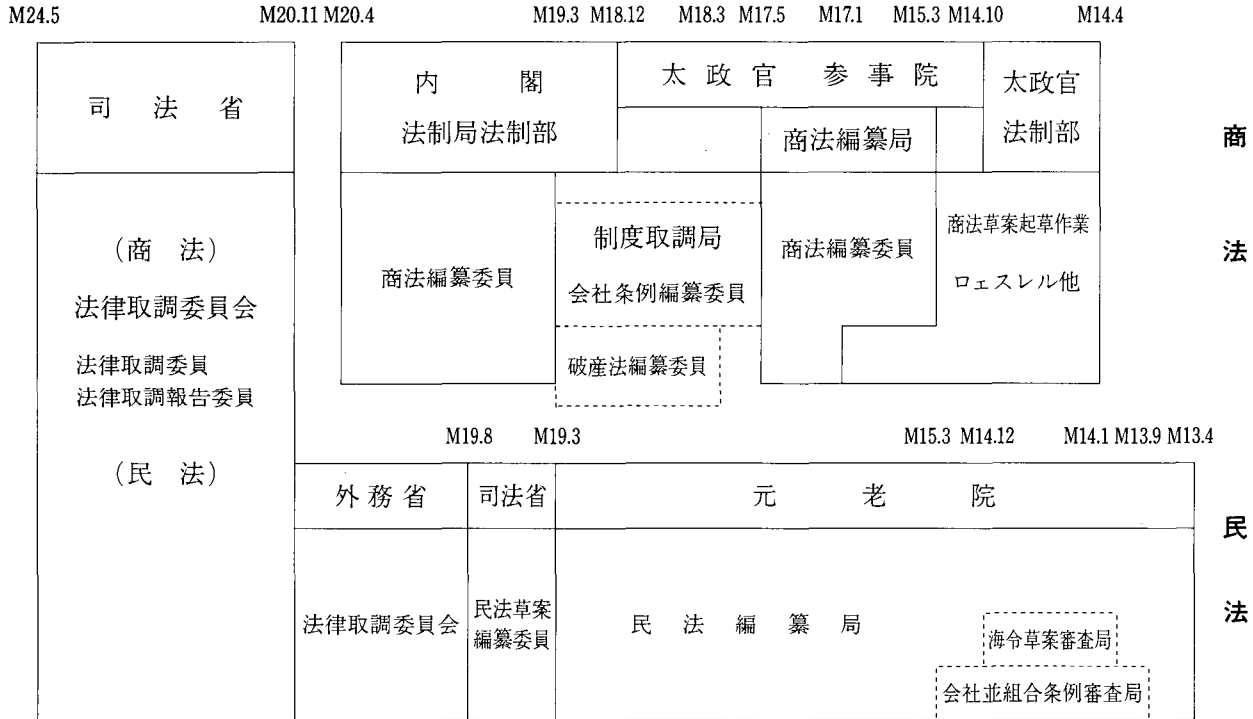 M24.5 M20.11 M20.4 M19.3 M18.12 M18.3 M17.5 M17.1 M15.3 M14.10 M14.4
商法
司法省
内閣
法制局法制部
太政官 参事院
商法編纂局
太政官
法制部
(商法)
法律取調委員会
法律取調委員
法律取調報告委員
(民法)
商法編纂委員
制度取調局
会社条例編纂委員
破産法編纂委員
商法編纂委員
商法草案起草作業
ロェスレル他
M19.8 M19.3 M15.3 M14.12 M14.1 M13.9 M13.4
民法
外務省
司法省
元老院
法律取調委員会
民法草案
編纂委員
民法編纂局
海令草案審査局
会社並組合条例審査局